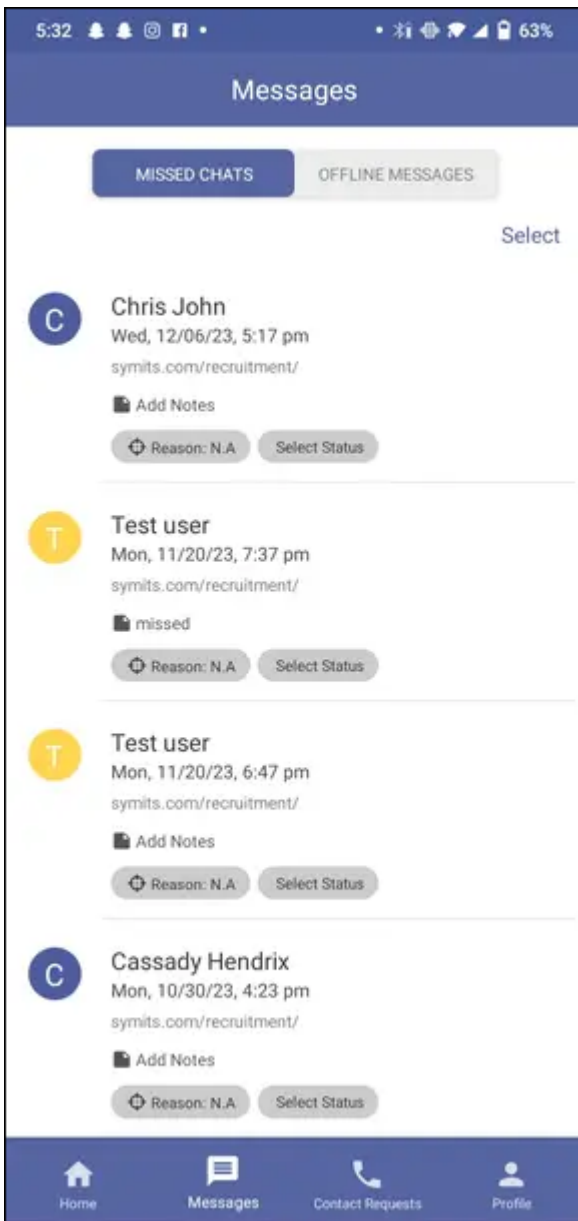 5:32 63%
Messages
MISSED CHATS OFFLINE MESSAGES
Select
C
Chris John
Wed, 12/06/23, 5:17 pm
symits.com/recruitment/
Add Notes
Reason: N.A Select Status
T
Test user
Mon, 11/20/23, 7:37 pm
symits.com/recruitment/
missed
Reason: N.A Select Status
T
Test user
Mon, 11/20/23, 6:47 pm
symits.com/recruitment/
Add Notes
Reason: N.A Select Status
C
Cassady Hendrix
Mon, 10/30/23, 4:23 pm
symits.com/recruitment/
Add Notes
Reason: N.A Select Status
Home Messages Contact Requests Profile